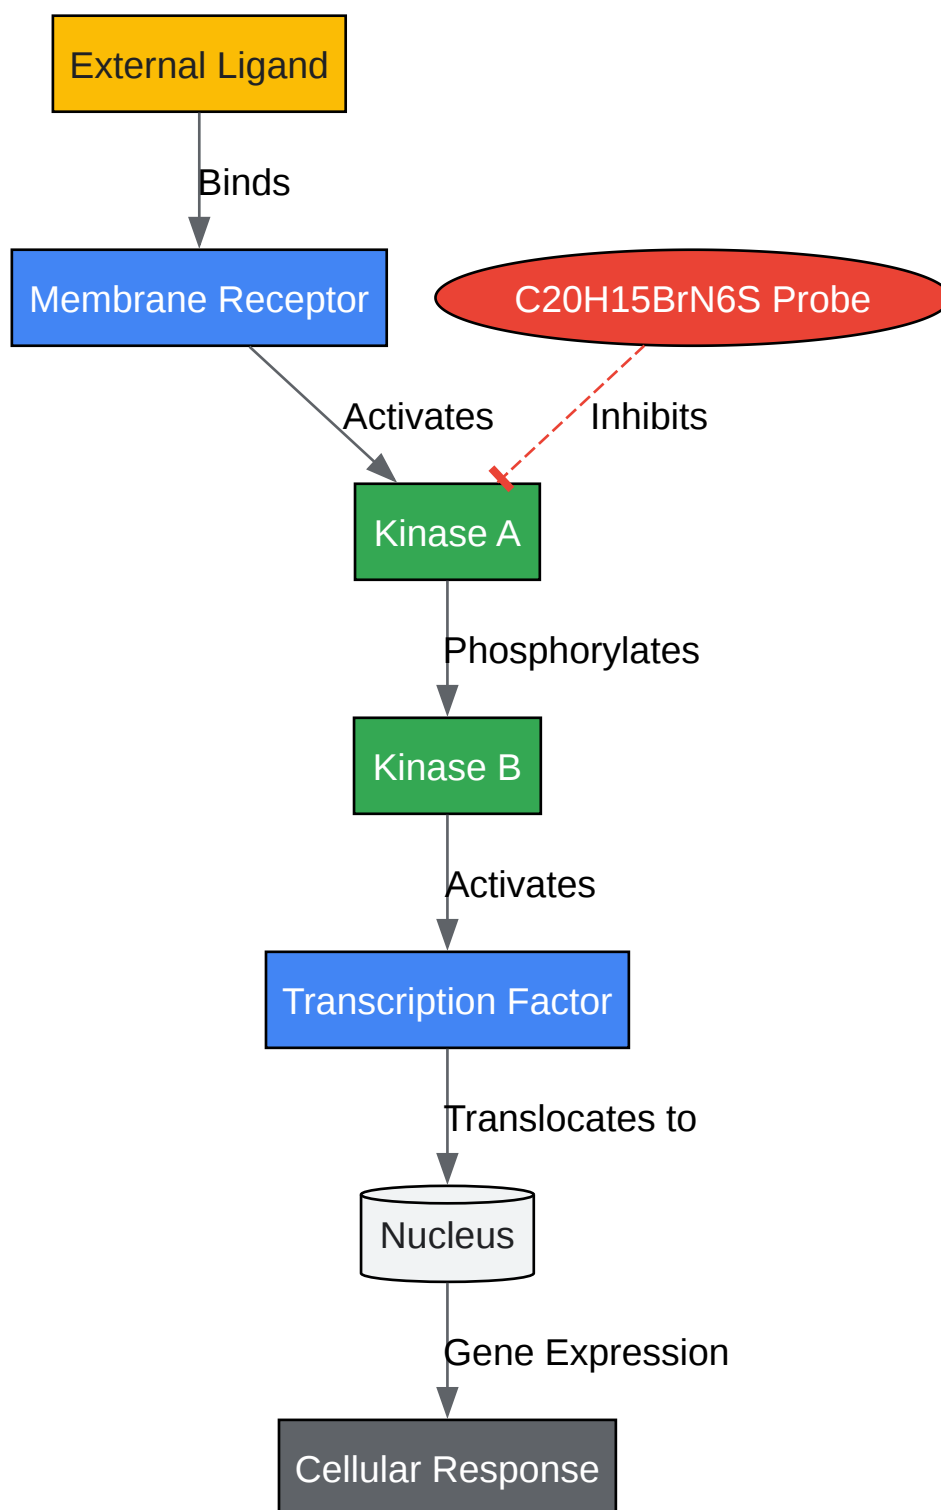 External Ligand
Binds
Membrane Receptor
C20H15BrN6S Probe
Activates
Inhibits
Kinase A
Phosphorylates
Kinase B
Activates
Transcription Factor
Translocates to
Nucleus
Gene Expression
Cellular Response